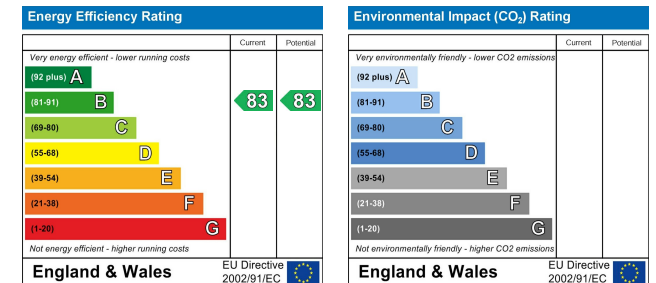 Energy Efficiency Rating
Current Potential
Very energy efficient - lower running costs
(92 plus) A
(81-91) B 83 83
(69-80) C
(55-68) D
(39-54) E
(21-38) F
(1-20) G
Not energy efficient - higher running costs
England & Wales
EU Directive
2002/91/EC
Environmental Impact (CO₂) Rating
Current Potential
Very environmentally friendly - lower CO2 emissions
(92 plus) A
(81-91) B
(69-80) C
(55-68) D
(39-54) E
(21-38) F
(1-20) G
Not environmentally friendly - higher CO2 emissions
England & Wales
EU Directive
2002/91/EC